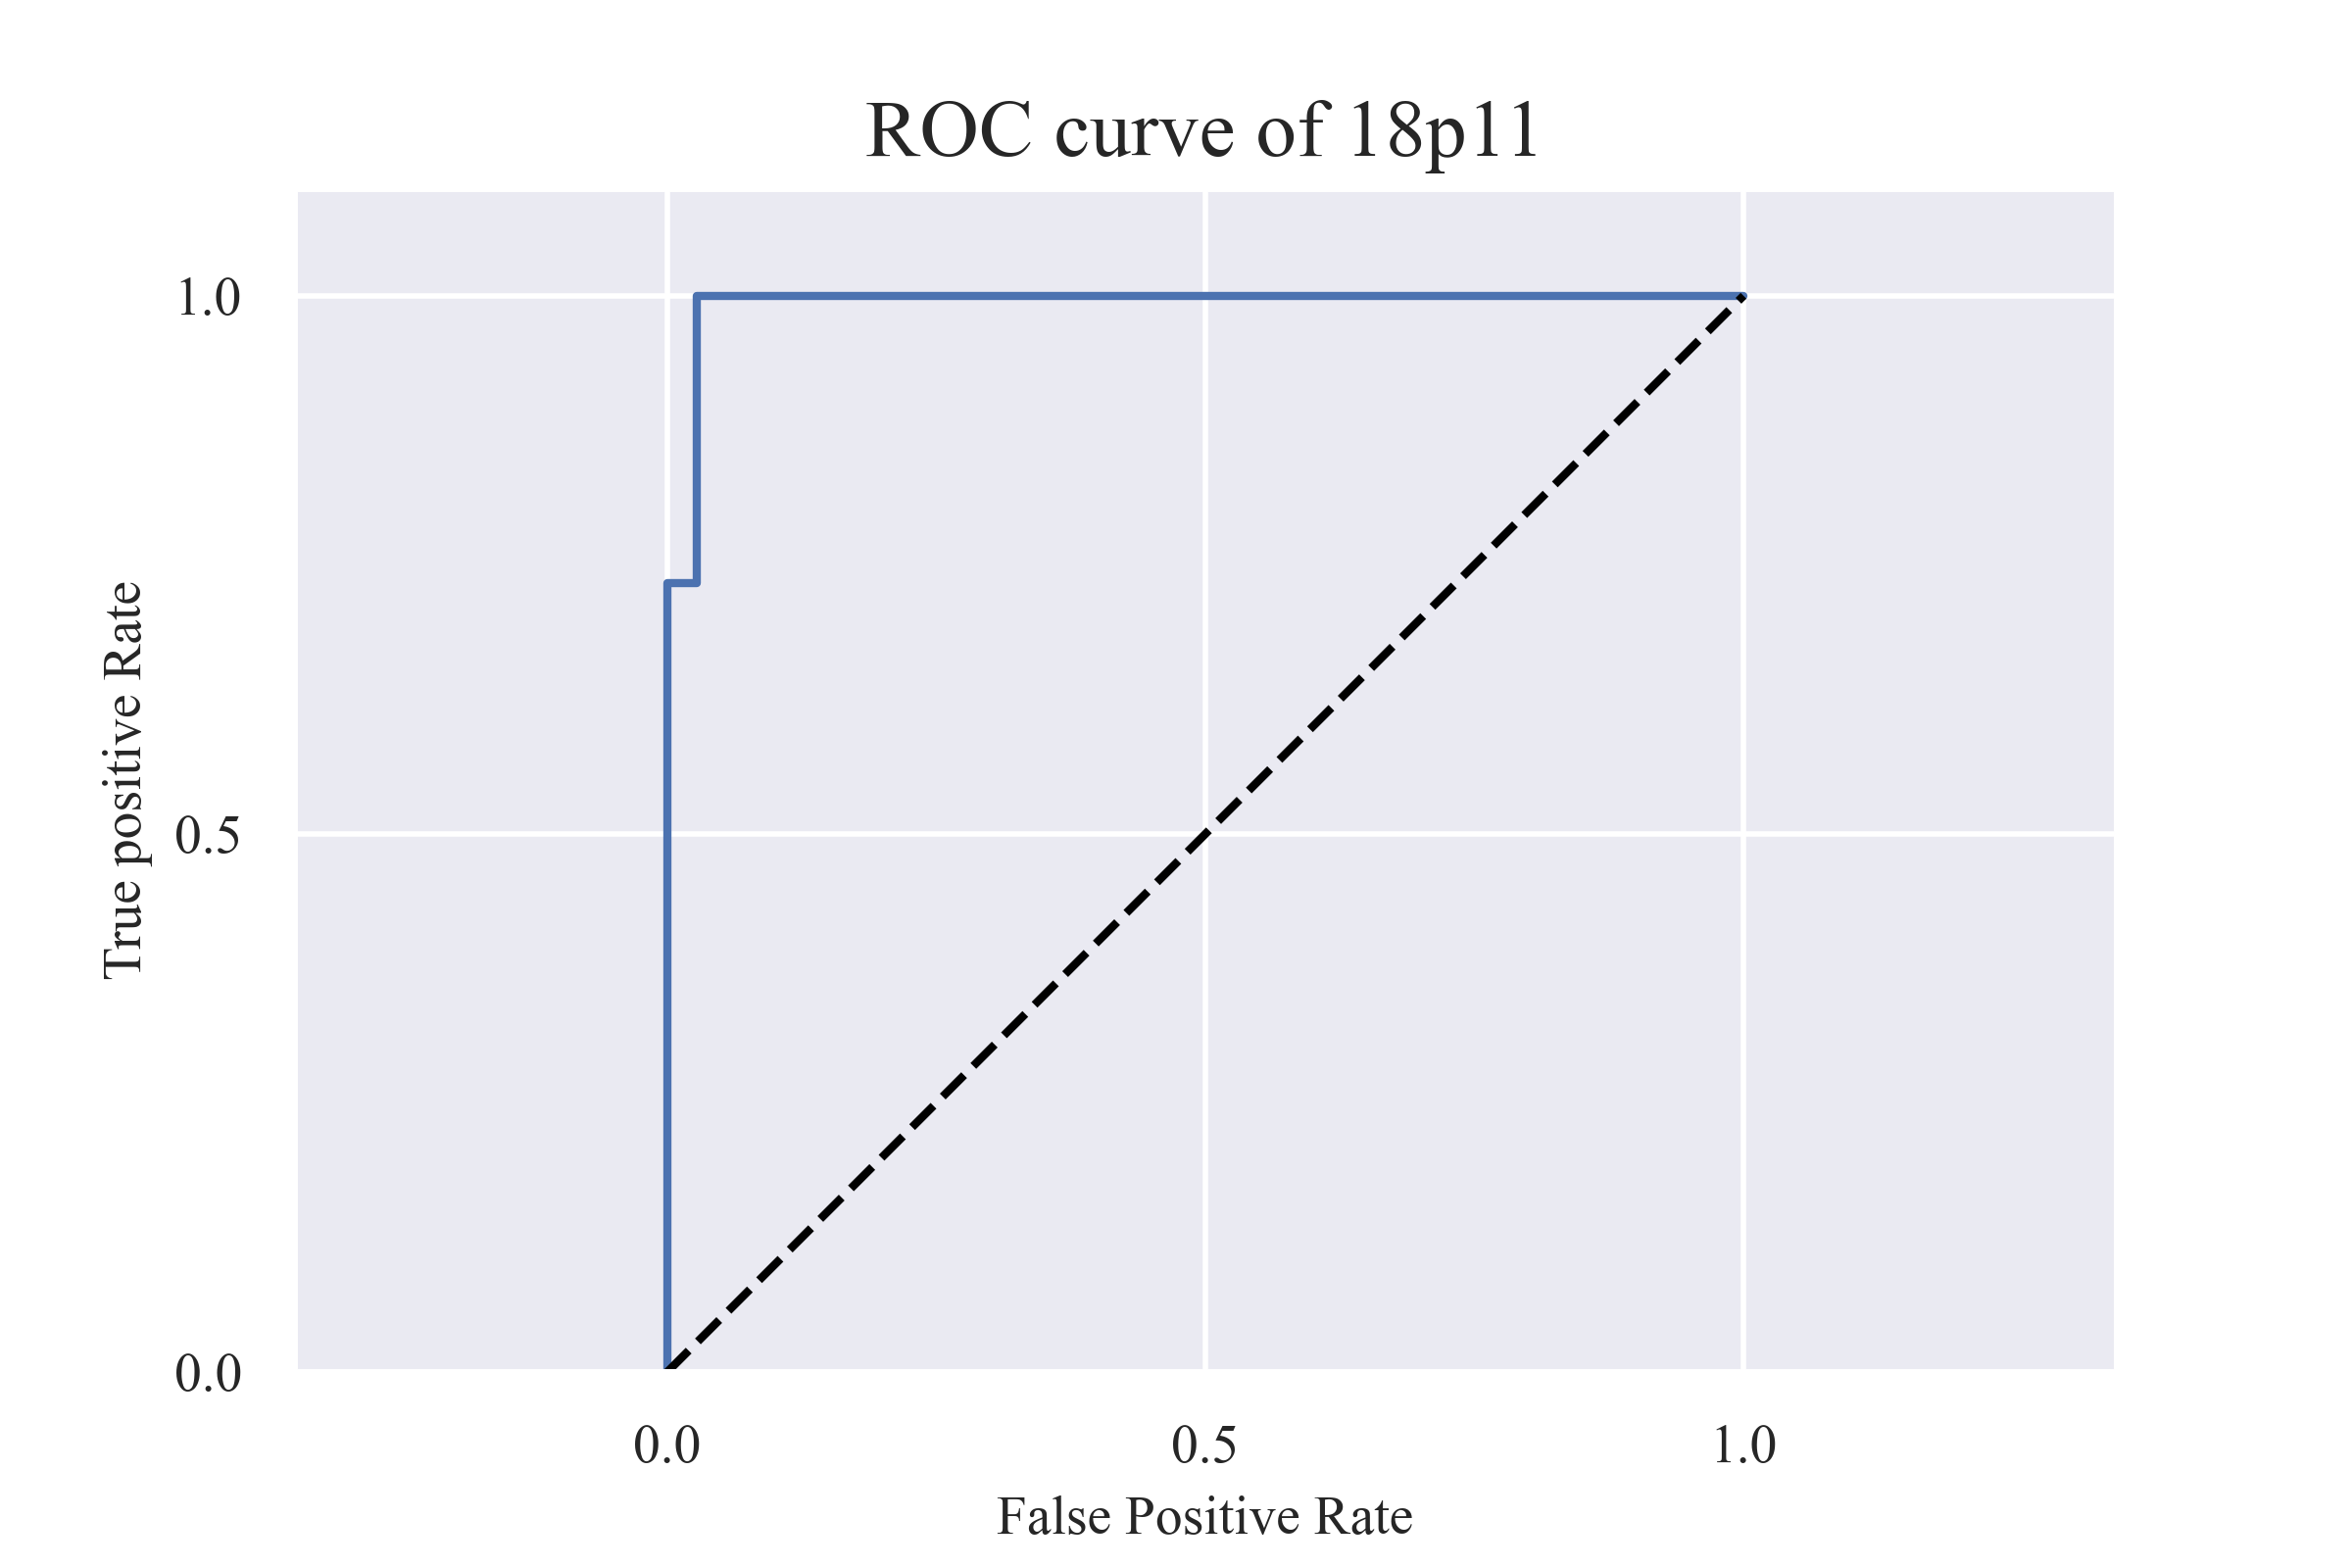 ROC curve of 18p11
1.0
0.5
0.0
True positive Rate
0.0 0.5 1.0
False Positive Rate